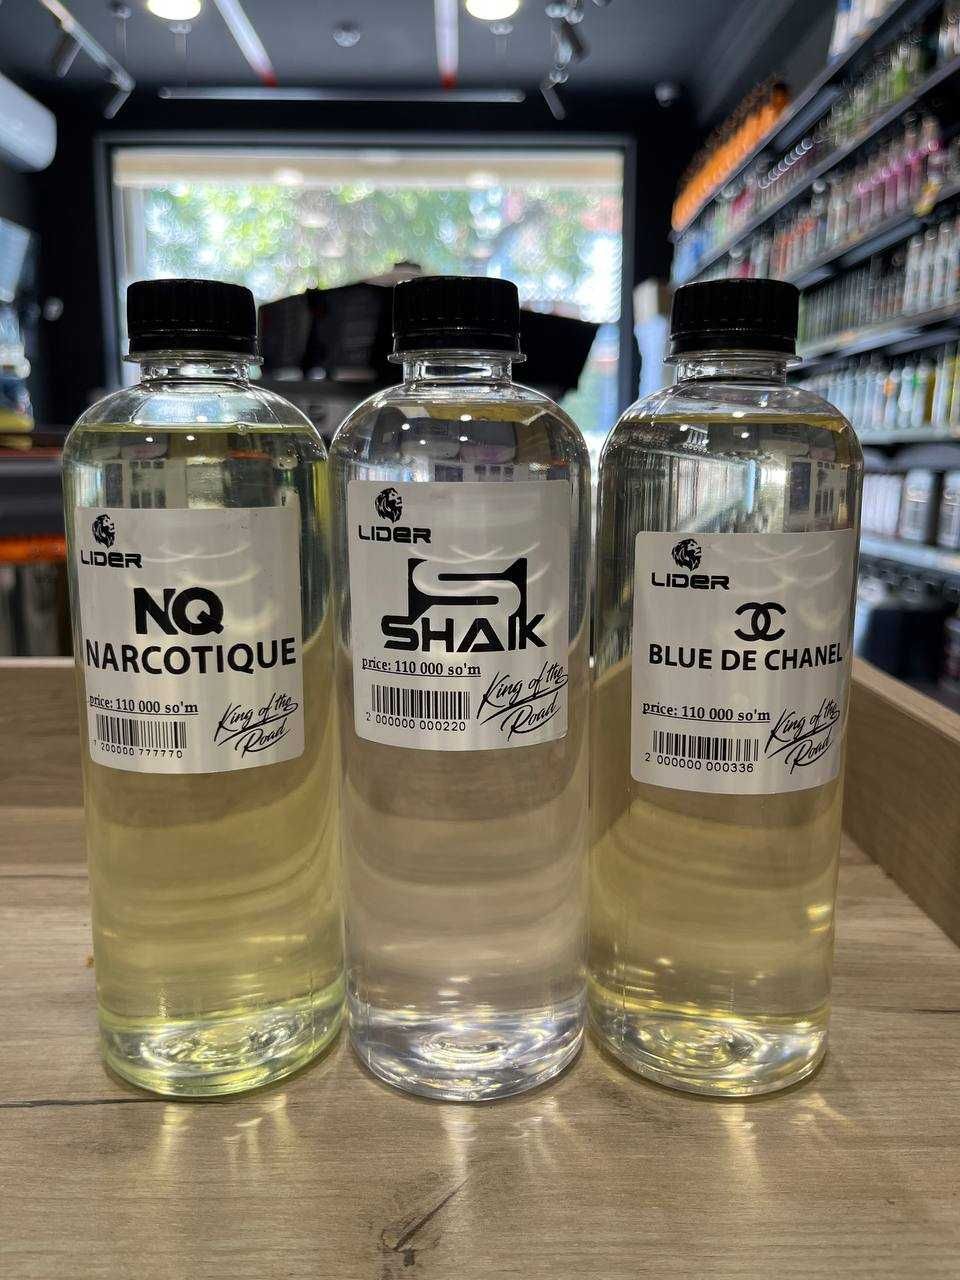 LIDER
NQ
NARCOTIQUE
price: 110 000 so'm
King of the
Road
200000 777770
LIDER
SHAIK
price: 110 000 so'm
King of the
Road
2 000000 000220
LIDER
BLUE DE CHANEL
price: 110 000 so'm
King of the
Road
2 000000 000336